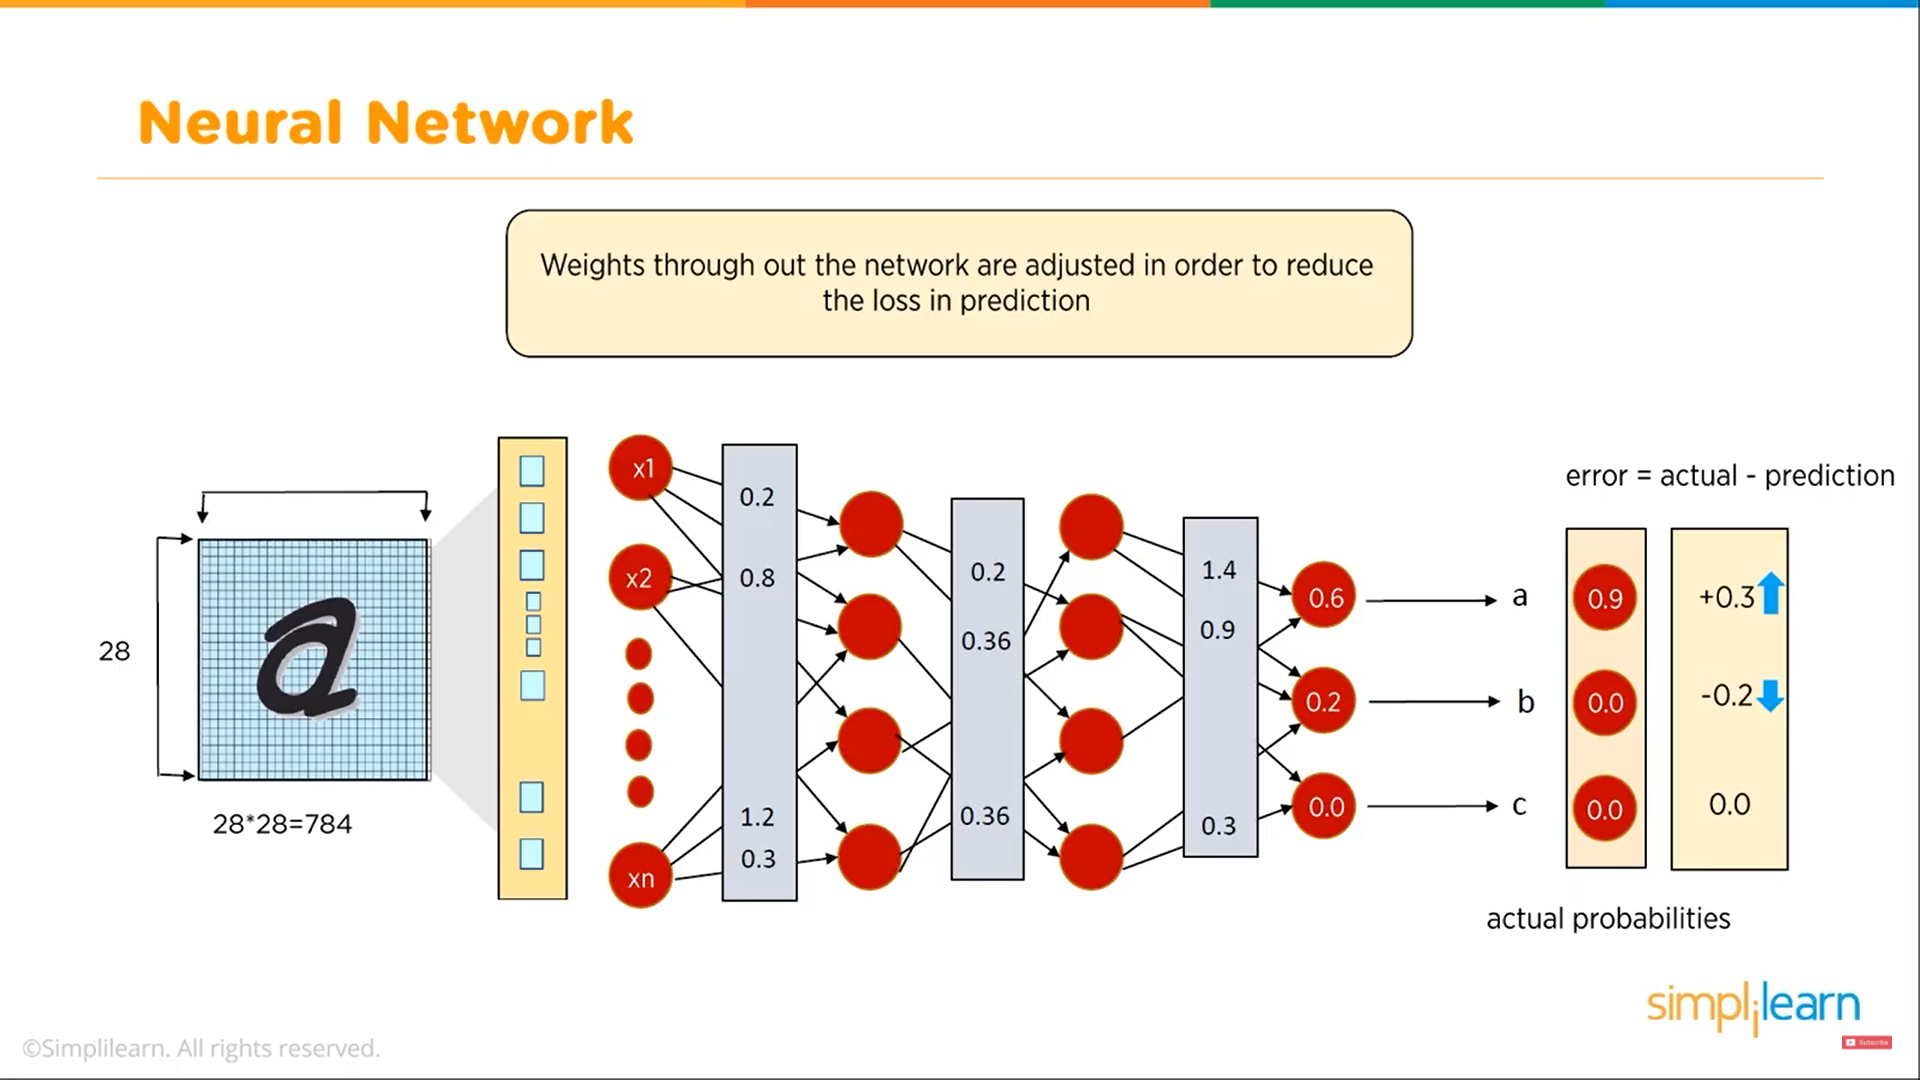 Neural Network
Weights through out the network are adjusted in order to reduce
the loss in prediction
error = actual - prediction
28
a
28*28=784
x1
x2
xn
0.2
0.8
1.2
0.3
0.2
0.36
0.36
1.4
0.9
0.3
0.6
0.2
0.0
a
b
c
0.9
0.0
0.0
+0.3
-0.2
0.0
actual probabilities
simplilearn
Subscribe
©Simplilearn. All rights reserved.